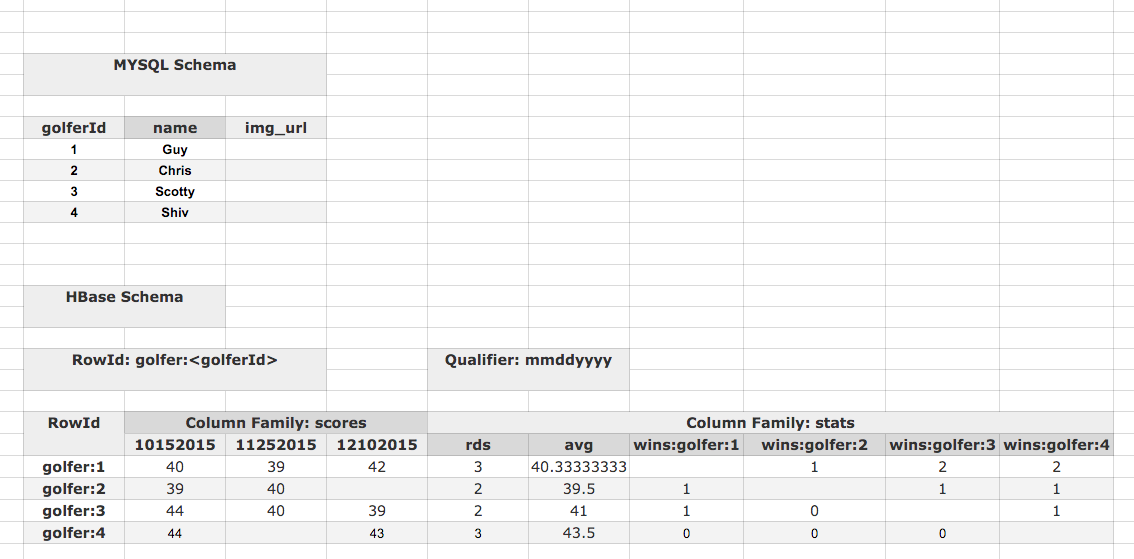 MYSQL Schema
golferId name img_url
1 Guy
2 Chris
3 Scotty
4 Shiv
HBase Schema
RowId: golfer:<golferId> Qualifier: mmddyyyy
RowId Column Family: scores Column Family: stats
10152015 11252015 12102015 rds avg wins:golfer:1 wins:golfer:2 wins:golfer:3 wins:golfer:4
golfer:1 40 39 42 3 40.33333333 1 2 2
golfer:2 39 40 2 39.5 1 1 1
golfer:3 44 40 39 2 41 1 0 1
golfer:4 44 43 3 43.5 0 0 0